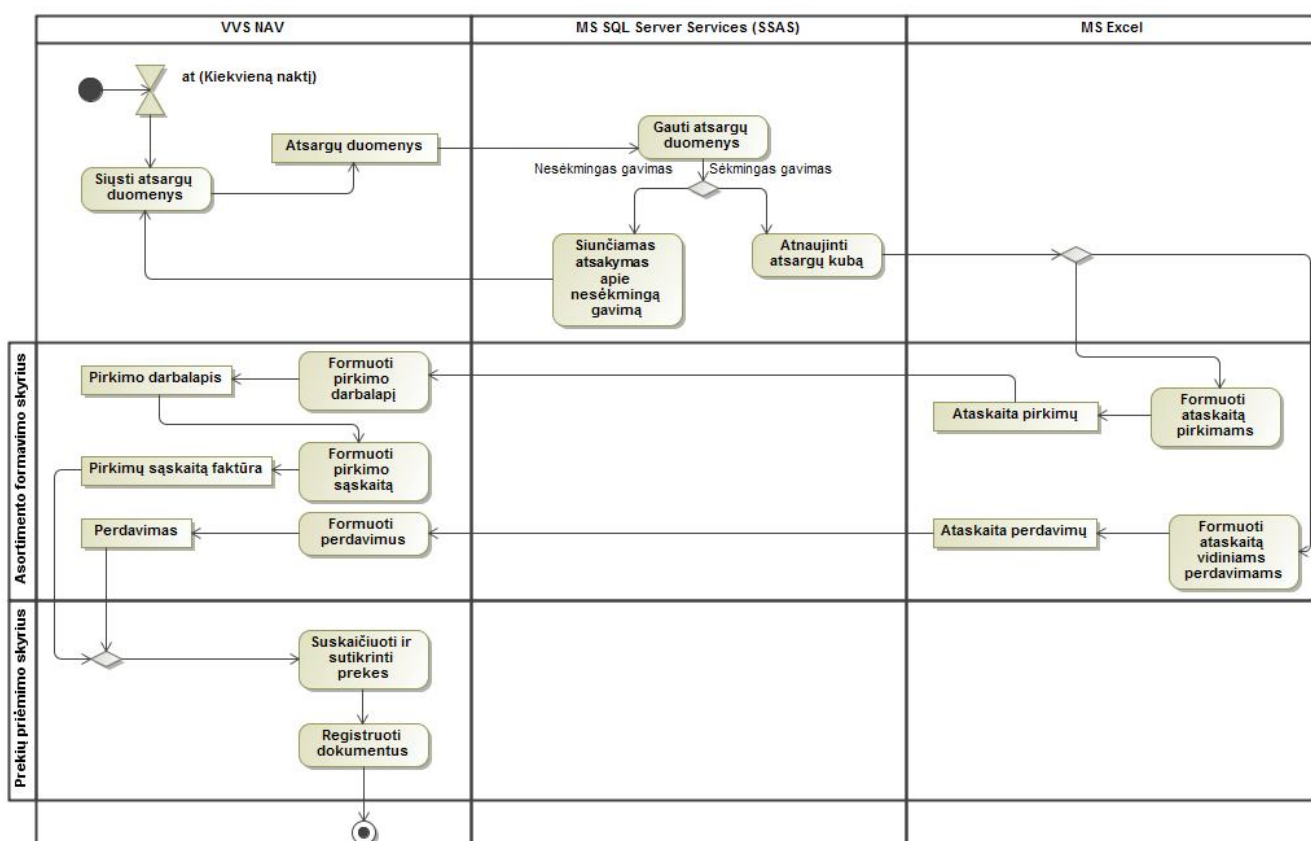 VVS NAV
MS SQL Server Services (SSAS)
MS Excel
at (Kiekvieną naktį)
Siųsti atsargų
duomenys
Atsargų duomenys
Gauti atsargų
duomenys
Nesėkmingas gavimas
Sėkmingas gavimas
Siunčiamas
atsakymas
apie
nesėkmingą
gavimą
Atnaujinti
atsargų kubą
Asortimento formavimo skyrius
Pirkimo darbalapis
Formuoti
pirkimo
darbalapį
Ataskaita pirkimų
Formuoti
ataskaitą
pirkimams
Pirkimų sąskaitą faktūra
Formuoti
pirkimo
sąskaitą
Perdavimas
Formuoti
perdavimus
Ataskaita perdavimų
Formuoti
ataskaitą
vidiniams
perdavimams
Prekių priėmimo skyrius
Suskaičiuoti ir
sutikrinti
prekes
Registruoti
dokumentus